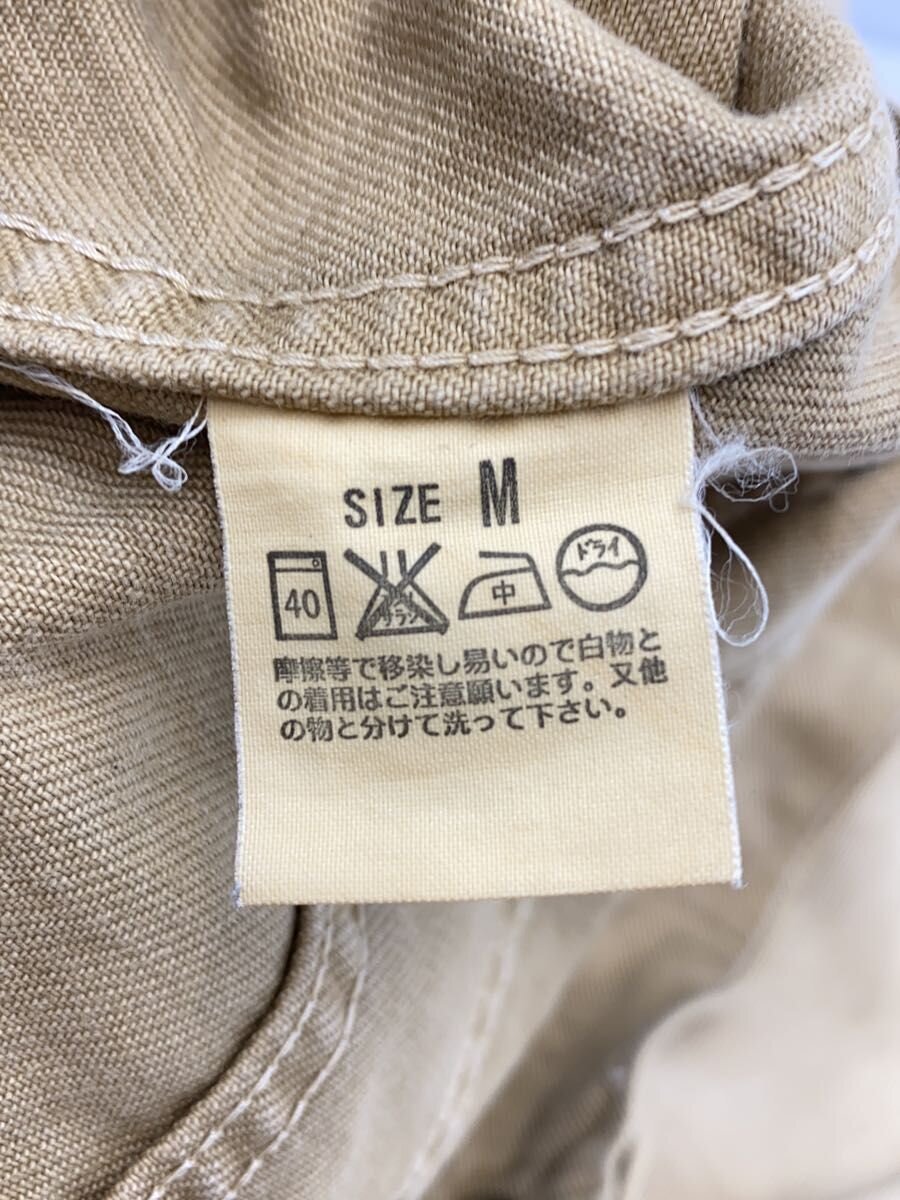 SIZE M
40 中 ドライ
摩擦等で移染し易いので白物と
の着用はご注意願います。又他
の物と分けて洗って下さい。